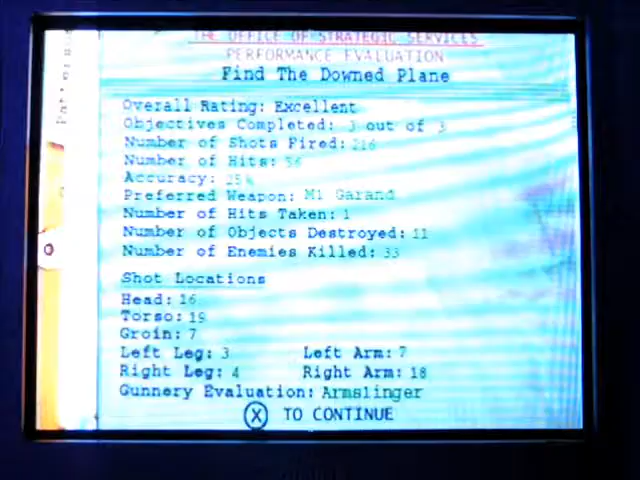 THE OFFICE OF STRATEGIC SERVICES
PERFORMANCE EVALUATION
Find The Downed Plane
Overall Rating: Excellent
Objectives Completed: 3 out of 3
Number of Shots Fired: 216
Number of Hits: 56
Accuracy: 25%
Preferred Weapon: M1 Garand
Number of Hits Taken: 1
Number of Objects Destroyed: 11
Number of Enemies Killed: 33
Shot Locations
Head: 16
Torso: 19
Groin: 7
Left Leg: 3 Left Arm: 7
Right Leg: 4 Right Arm: 18
Gunnery Evaluation: Armslinger
X TO CONTINUE